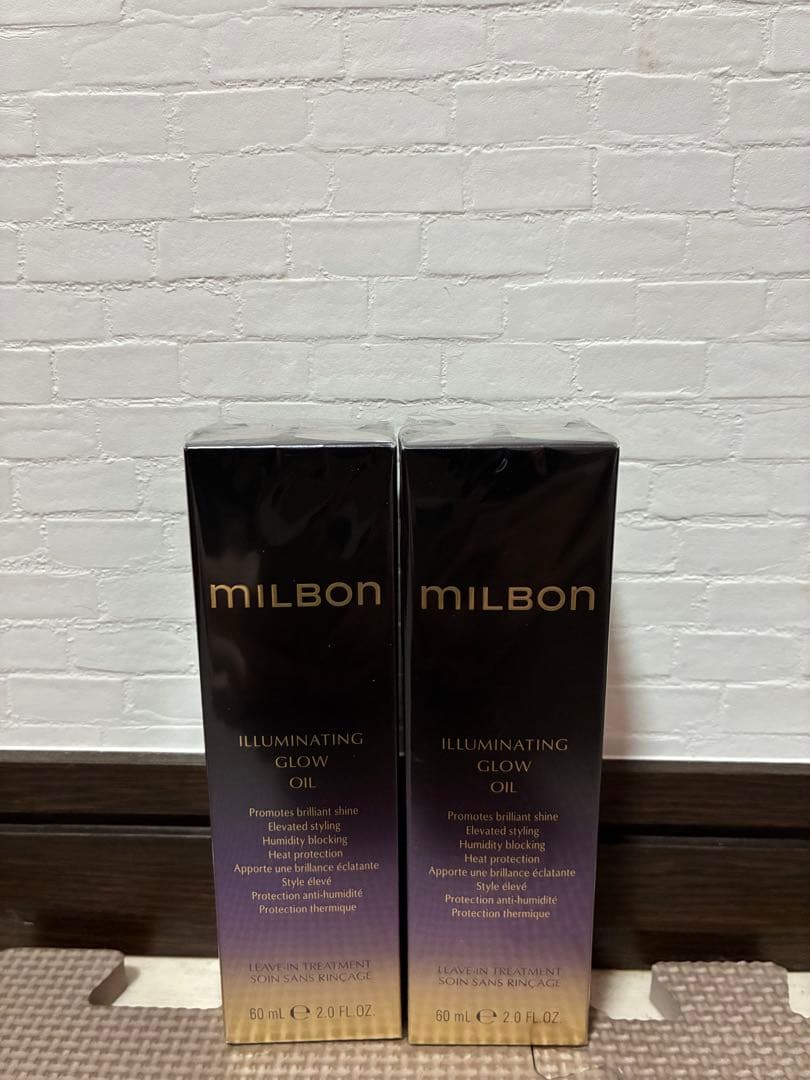 MILBON
ILLUMINATING
GLOW
OIL
Promotes brilliant shine
Elevated styling
Humidity blocking
Heat protection
Apporte une brillance éclatante
Style élevé
Protection anti-humidité
Protection thermique
LEAVE-IN TREATMENT
SOIN SANS RINÇAGE
60 mL e 2.0 FL.OZ.
MILBON
ILLUMINATING
GLOW
OIL
Promotes brilliant shine
Elevated styling
Humidity blocking
Heat protection
Apporte une brillance éclatante
Style élevé
Protection anti-humidité
Protection thermique
LEAVE-IN TREATMENT
SOIN SANS RINÇAGE
60 mL e 2.0 FL.OZ.